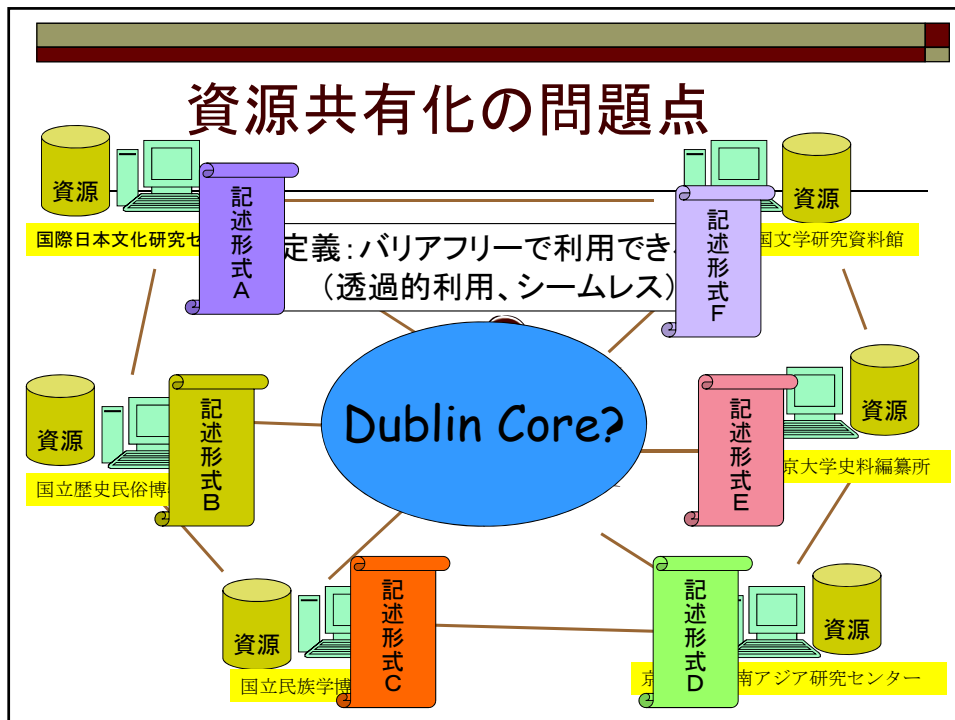 資源共有化の問題点
資源
国際日本文化研究セ
記述形式A
定義：バリアフリーで利用でき
（透過的利用、シームレス）
記述形式F
資源
国文学研究資料館
Dublin Core?
資源
国立歴史民俗博
記述形式B
記述形式E
資源
京大学史料編纂所
資源
国立民族学博
記述形式C
記述形式D
資源
京
南アジア研究センター